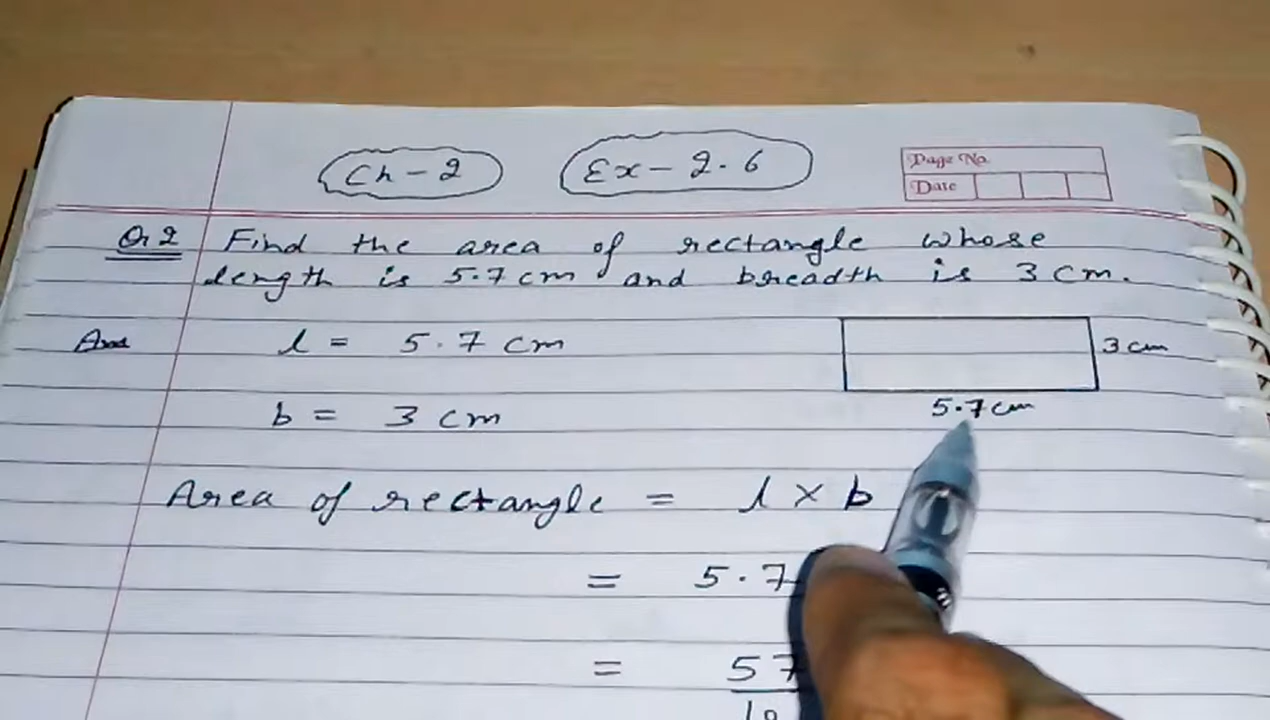 Ch - 2 Ex - 2.6
Page No.
Date
Q 2 Find the area of rectangle whose
length is 5.7 cm and breadth is 3 cm.
Ans l = 5.7 cm
3 cm
5.7 cm
b = 3 cm
Area of rectangle = l × b
= 5.7
= 57
10